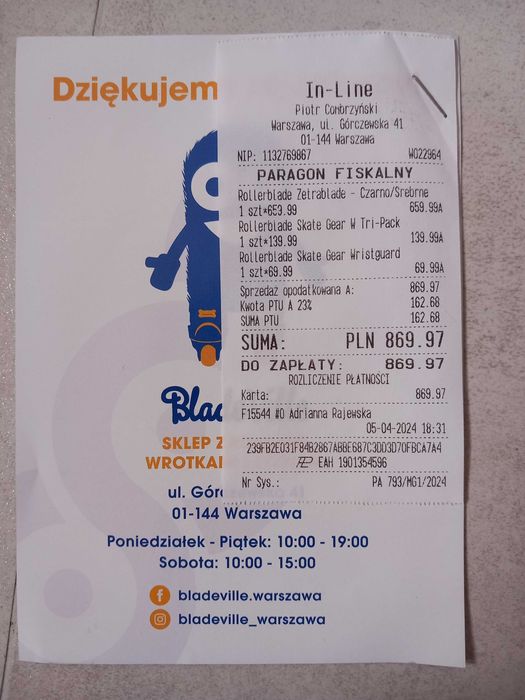 Dziękujem
In-Line
Piotr Combrzyński
Warszawa, ul. Górczewska 41
01-144 Warszawa
NIP: 1132769867 W022964
PARAGON FISKALNY
Rollerblade Zetrablade - Czarno/Srebrne
1 szt*659.99 659.99A
Rollerblade Skate Gear W Tri-Pack
1 szt*139.99 139.99A
Rollerblade Skate Gear Wristguard
1 szt*69.99 69.99A
Sprzedaż opodatkowana A: 869.97
Kwota PTU A 23% 162.68
SUMA PTU 162.68
SUMA: PLN 869.97
DO ZAPŁATY: 869.97
ROZLICZENIE PŁATNOŚCI
Karta: 869.97
F15544 #0 Adrianna Rajewska
05-04-2024 18:31
239FB2E031F84B2867ABBE687C3DD3D70FBCA7A4
EAH 1901354596
Nr Sys.: PA 793/MG1/2024
Blad
SKLEP Z
WROTKA
ul. Gór 41
01-144 Warszawa
Poniedziałek - Piątek: 10:00 - 19:00
Sobota: 10:00 - 15:00
bladeville.warszawa
bladeville_warszawa